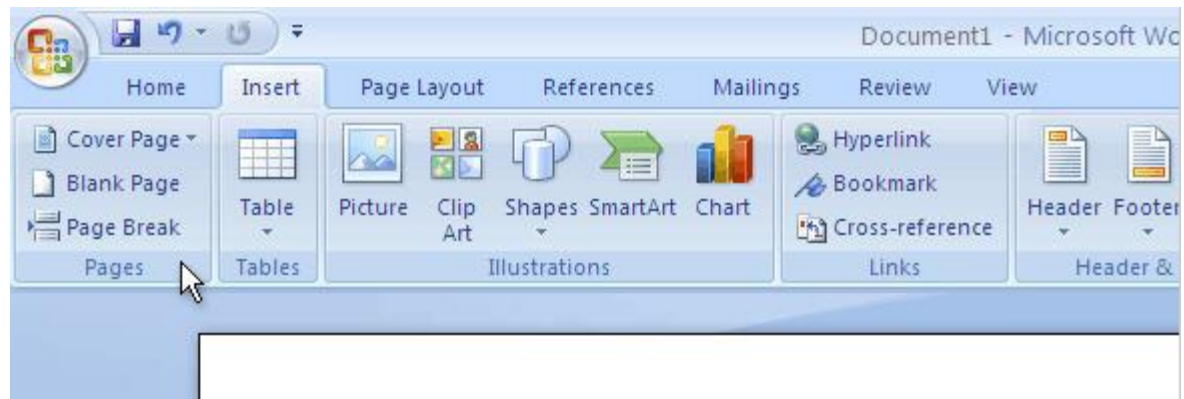 Document1 - Microsoft Wo
Home Insert Page Layout References Mailings Review View
Cover Page
Blank Page
Page Break
Table
Picture Clip Art Shapes SmartArt Chart
Hyperlink
Bookmark
Cross-reference
Header Footer
Pages Tables Illustrations Links Header &